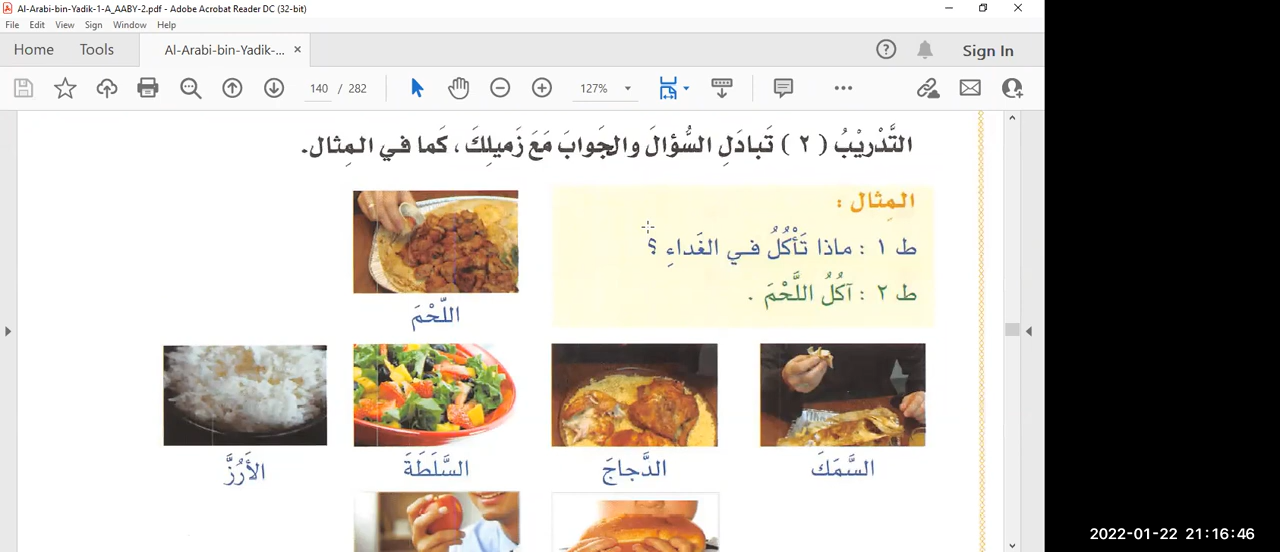 Al-Arabi-bin-Yadik-1-A_AABY-2.pdf - Adobe Acrobat Reader DC (32-bit)
File Edit View Sign Window Help
Home Tools Al-Arabi-bin-Yadik-... × ? Sign In
140 / 282 127%
التَّدْرِيْبُ ( ٢ ) تَبادَلِ السُّؤالَ والجَوابَ مَعَ زَميلِكَ ، كَما في المِثال.
المِثال :
ط ١ : ماذا تَأْكُلُ في الغَداءِ ؟
ط ٢ : آكُلُ اللَّحْمَ .
اللَّحْمَ
السَّمَكَ
الدَّجاجَ
السَّلَطَةَ
الأَرُزَّ
2022-01-22 21:16:46